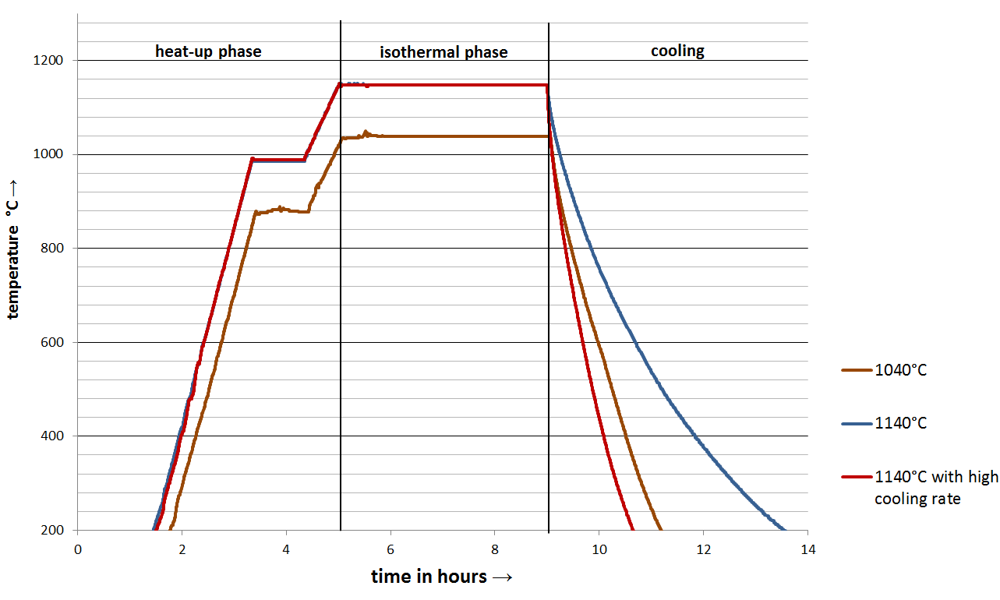 heat-up phase
isothermal phase
cooling
1200
1000
800
600
400
200
temperature °C →
0
2
4
6
8
10
12
14
time in hours →
1040°C
1140°C
1140°C with high
cooling rate